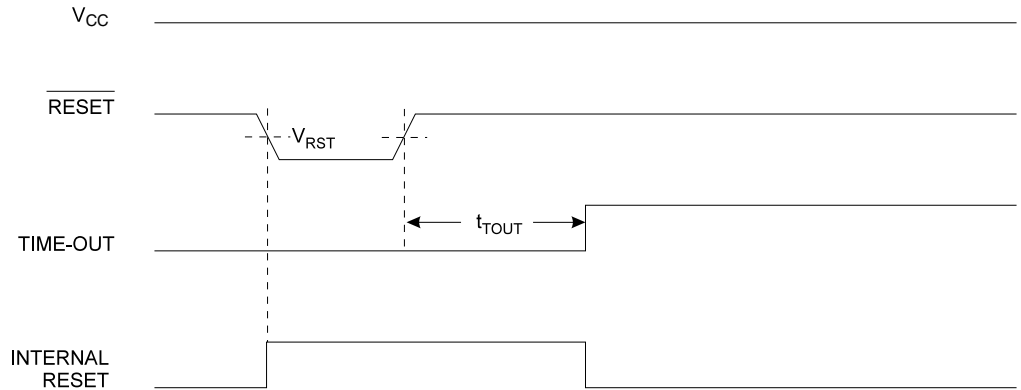 VCC
RESET
VRST
tTOUT
TIME-OUT
INTERNAL
RESET